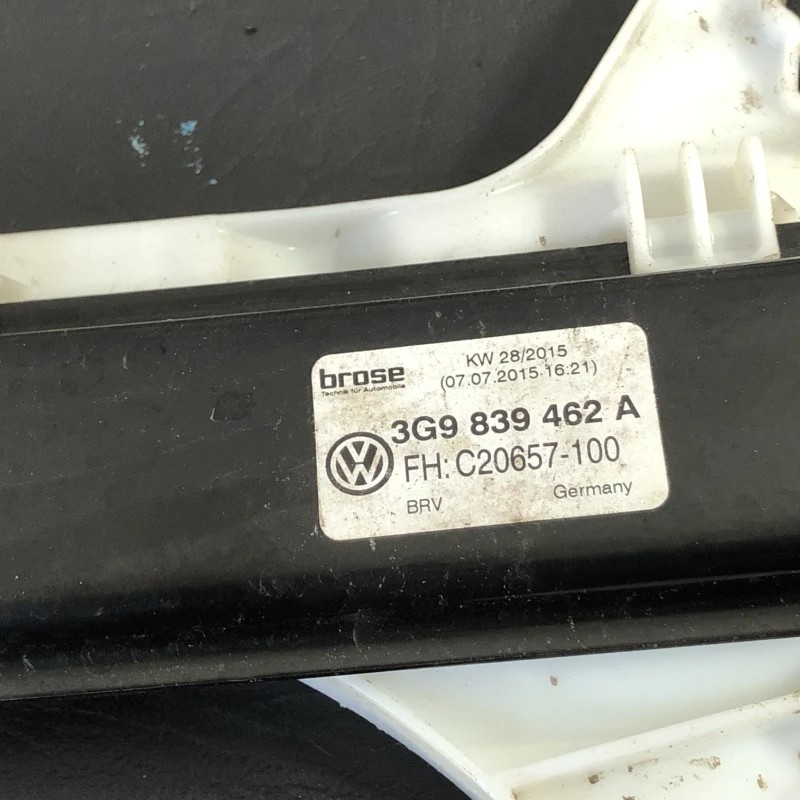 brose
Technik für Automobile
KW 28/2015
(07.07.2015 16:21)
3G9 839 462 A
FH: C20657-100
BRV
Germany